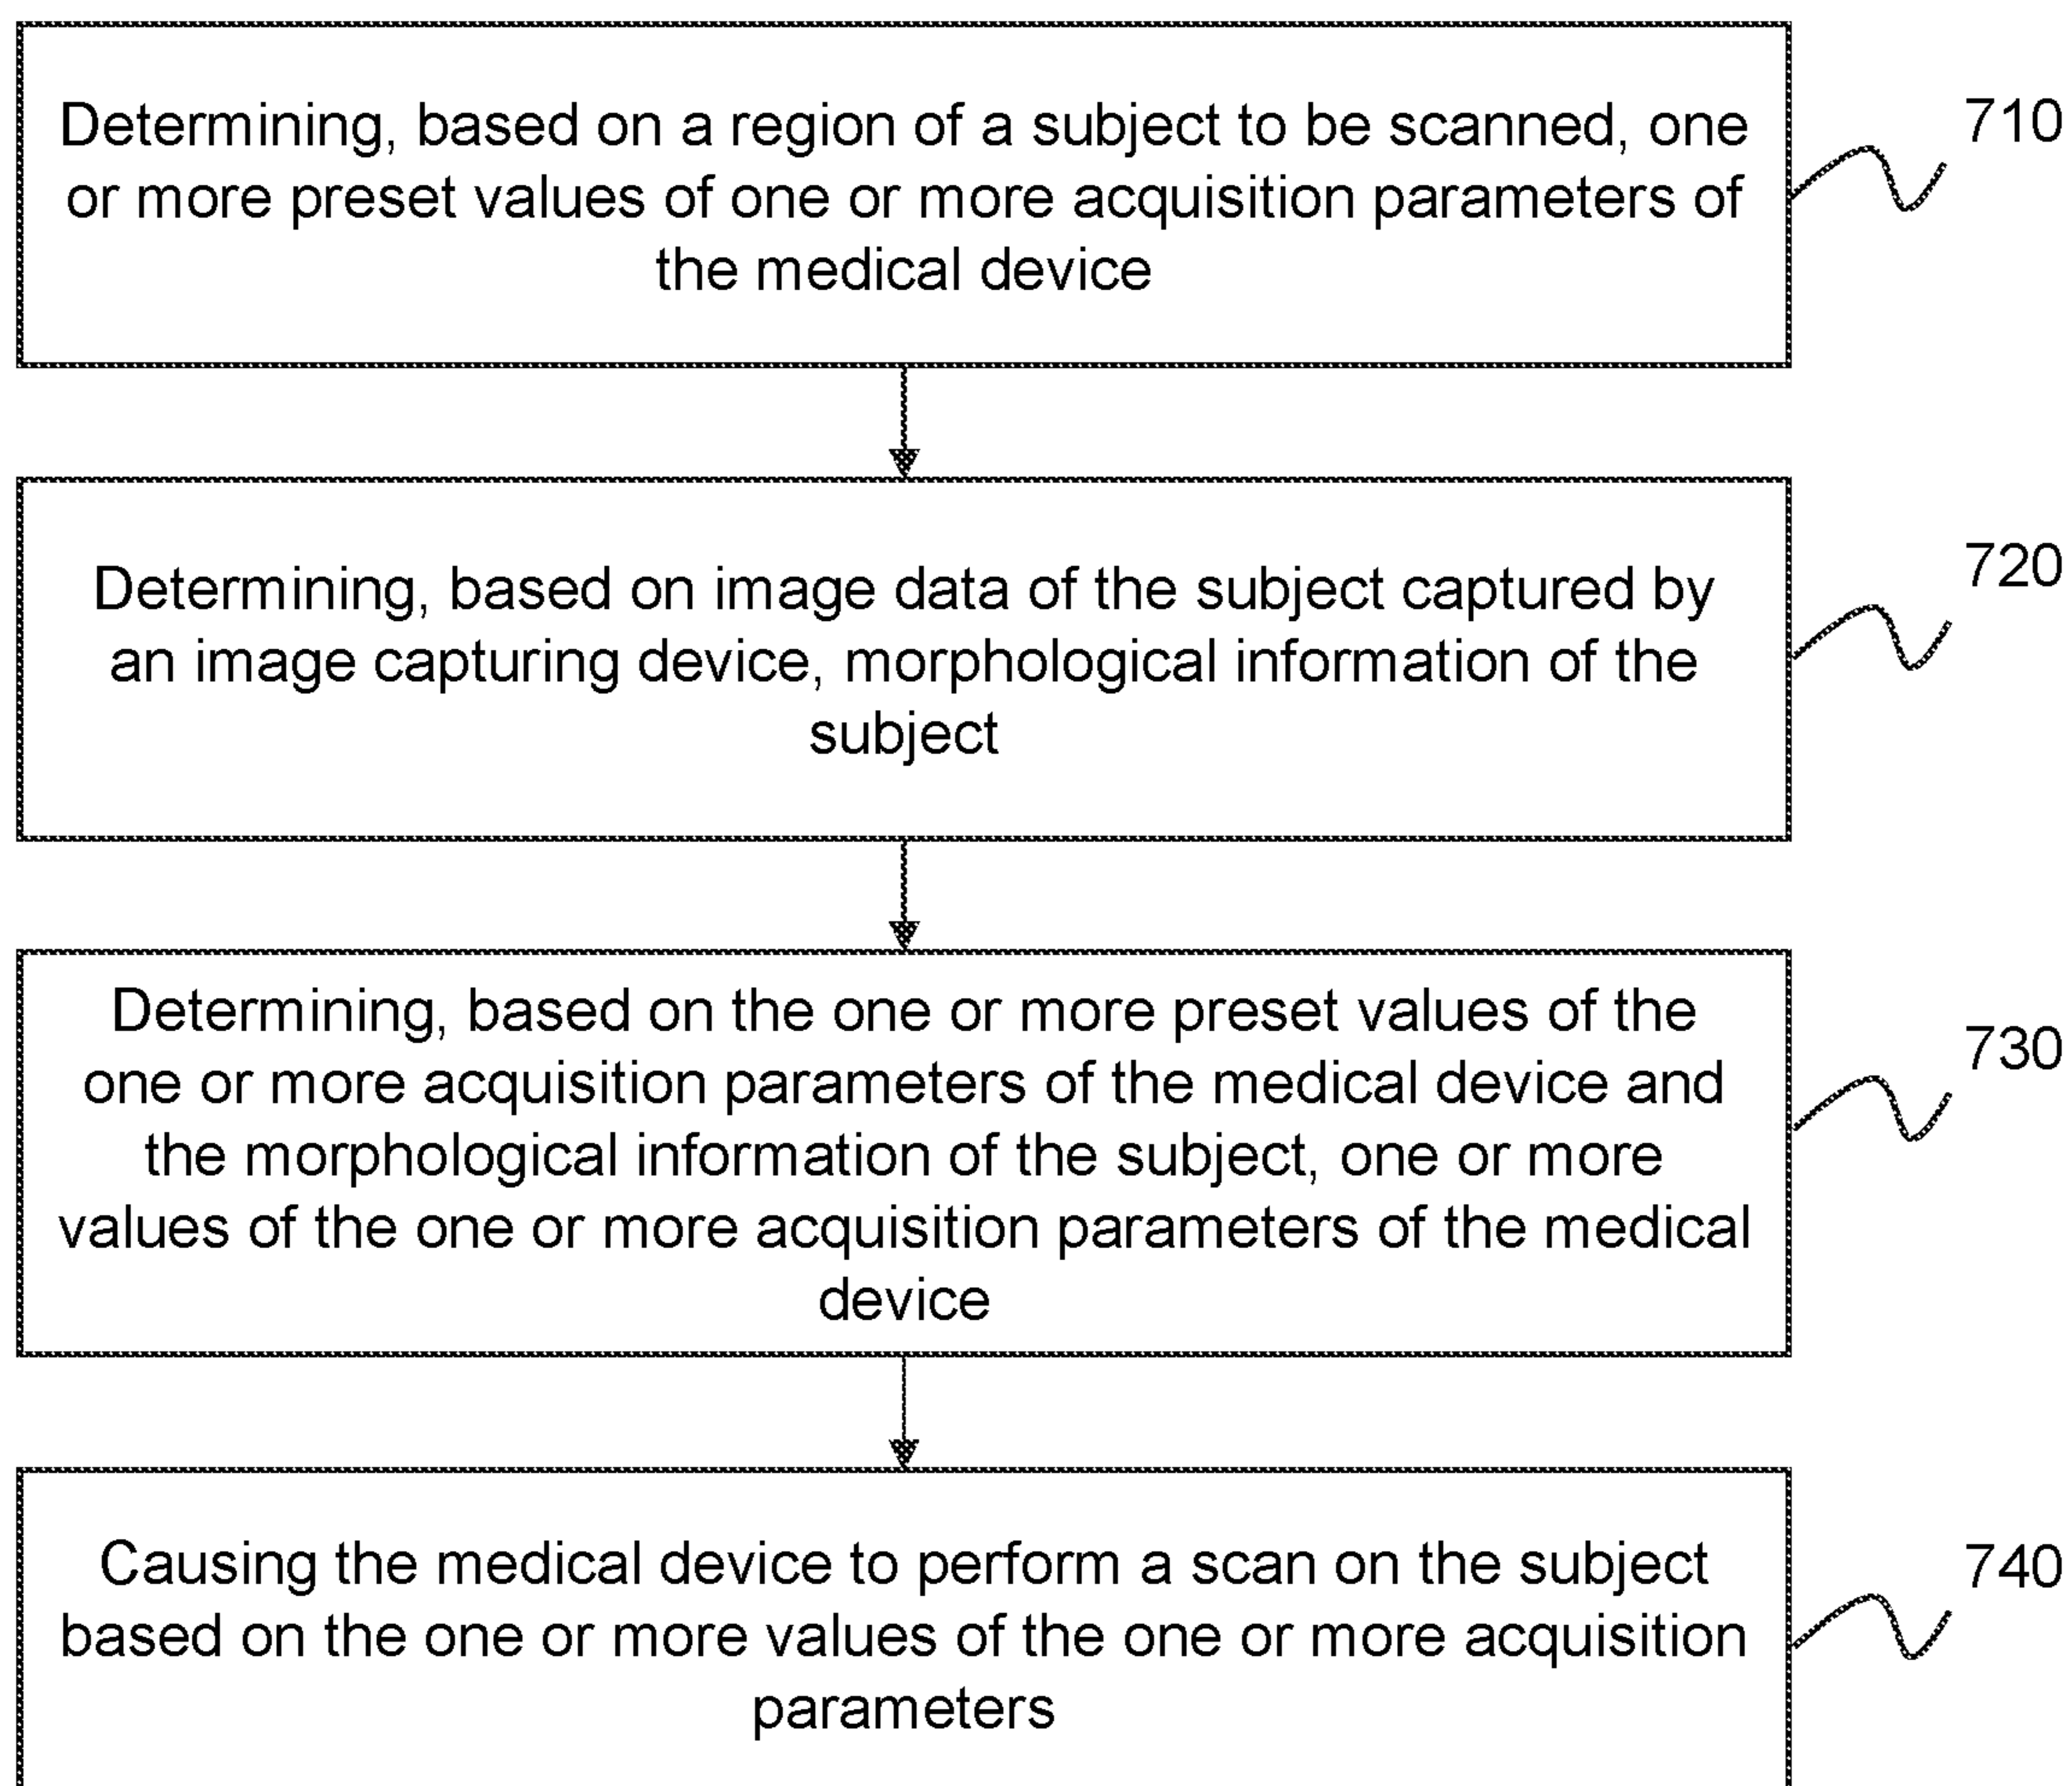 Determining, based on a region of a subject to be scanned, one
or more preset values of one or more acquisition parameters of
the medical device
710
Determining, based on image data of the subject captured by
an image capturing device, morphological information of the
subject
720
Determining, based on the one or more preset values of the
one or more acquisition parameters of the medical device and
the morphological information of the subject, one or more
values of the one or more acquisition parameters of the medical
device
730
Causing the medical device to perform a scan on the subject
based on the one or more values of the one or more acquisition
parameters
740